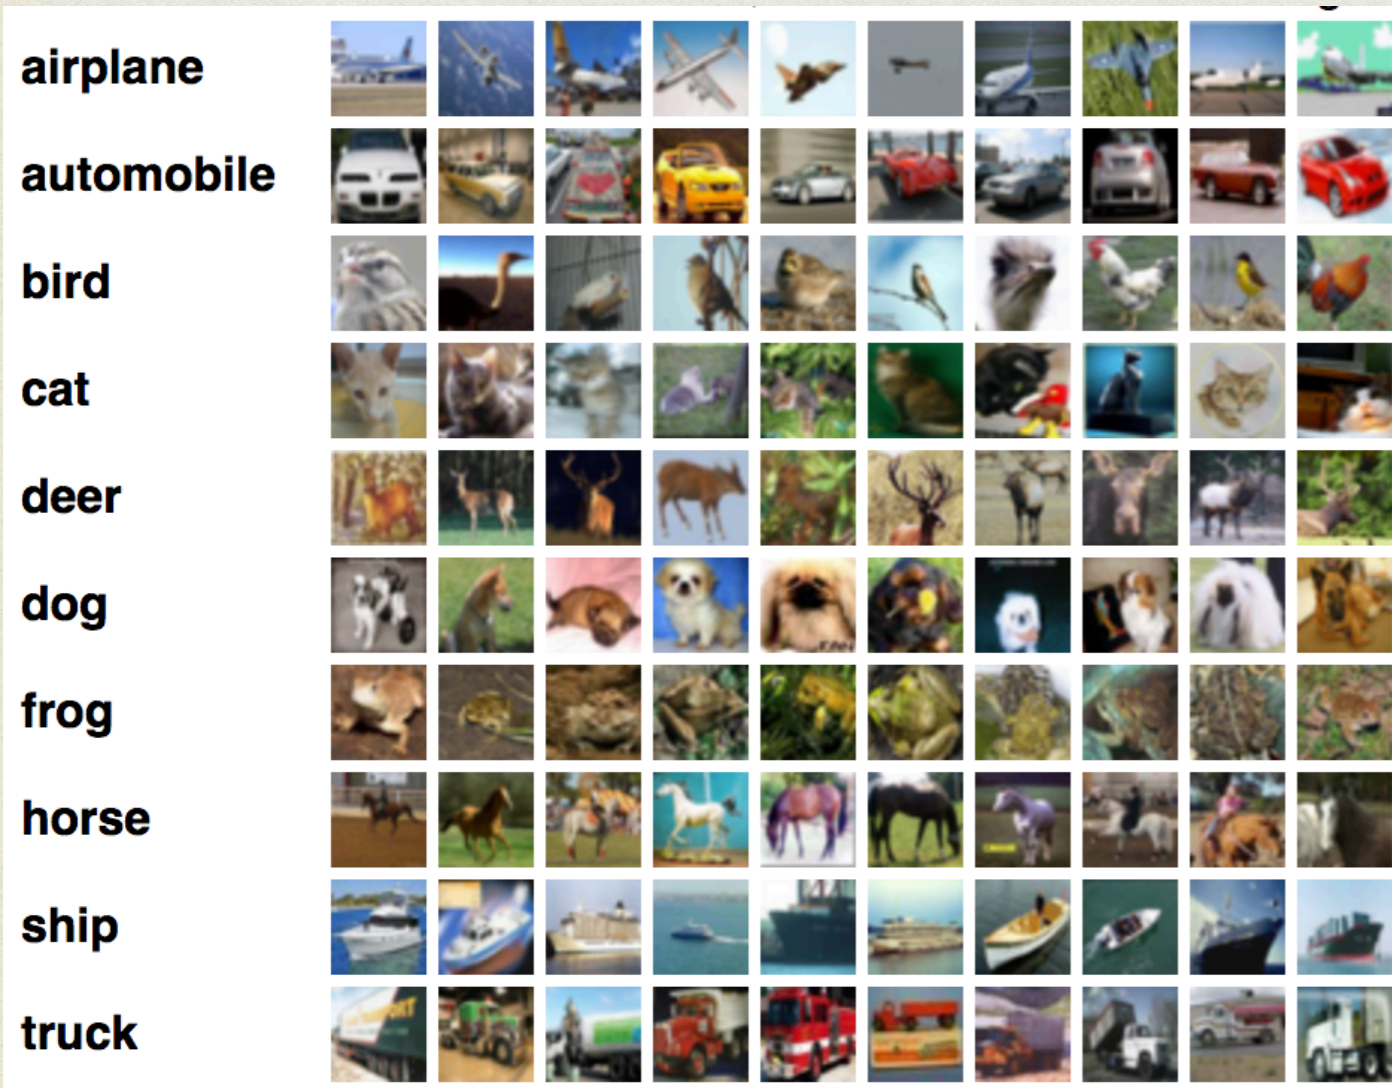 airplane
automobile
bird
cat
deer
dog
frog
horse
ship
truck